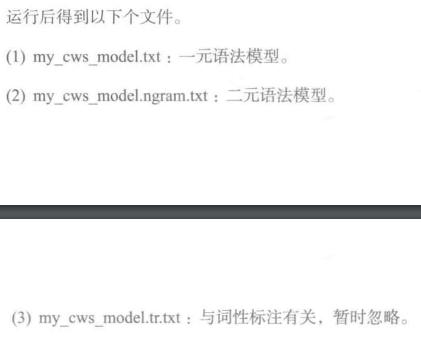 运行后得到以下个文件。
(1) my_cws_model.txt：一元语法模型。
(2) my_cws_model.ngram.txt：二元语法模型。
(3) my_cws_model.tr.txt：与词性标注有关，暂时忽略。